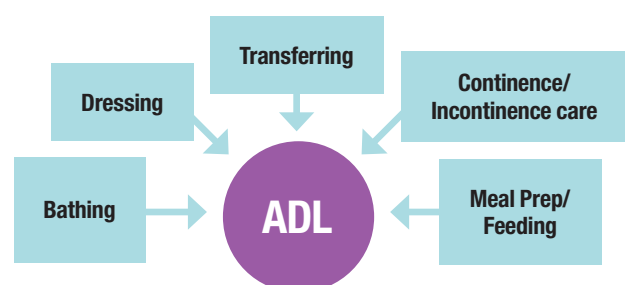 Transferring
Dressing
Continence/
Incontinence care
Bathing
ADL
Meal Prep/
Feeding